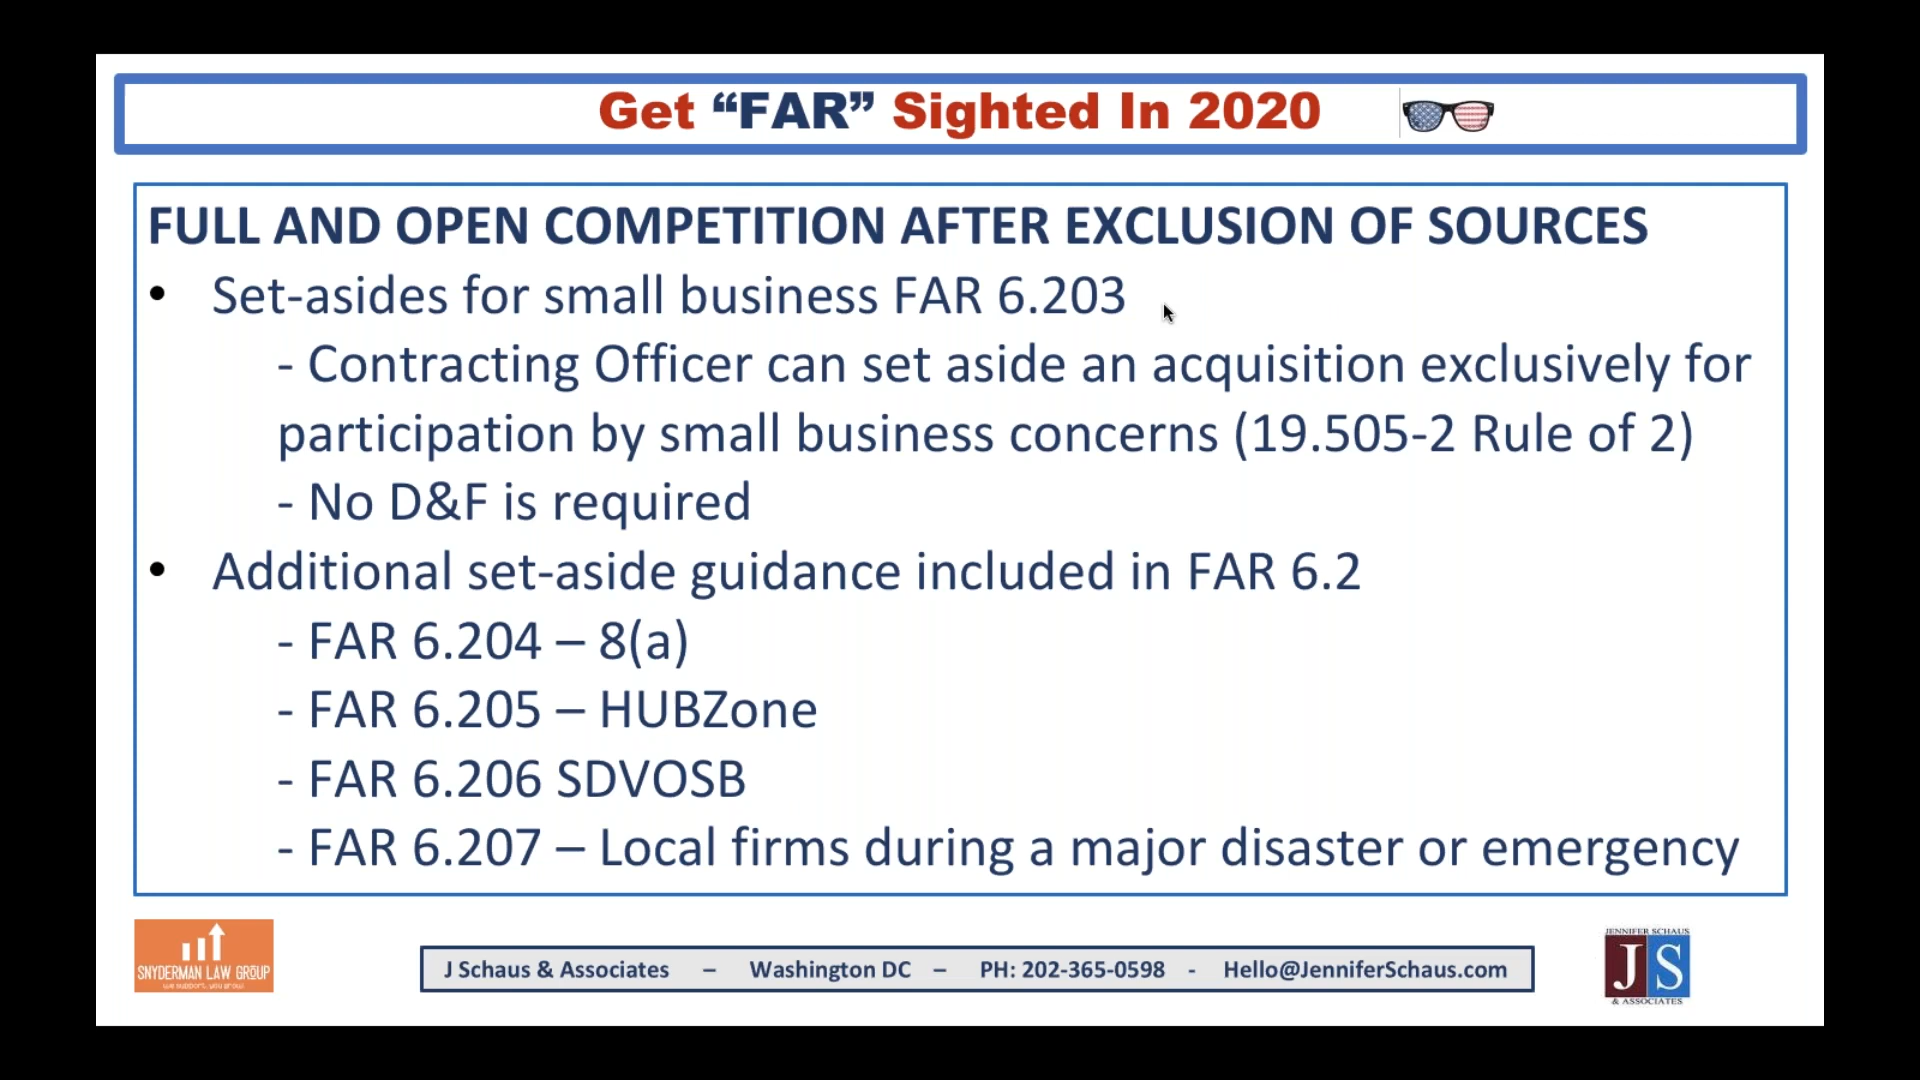 Get “FAR” Sighted In 2020
FULL AND OPEN COMPETITION AFTER EXCLUSION OF SOURCES
• Set-asides for small business FAR 6.203
- Contracting Officer can set aside an acquisition exclusively for
participation by small business concerns (19.505-2 Rule of 2)
- No D&F is required
• Additional set-aside guidance included in FAR 6.2
- FAR 6.204 – 8(a)
- FAR 6.205 – HUBZone
- FAR 6.206 SDVOSB
- FAR 6.207 – Local firms during a major disaster or emergency
SNYDERMAN LAW GROUP
we support, you grow!
J Schaus & Associates – Washington DC – PH: 202-365-0598 - Hello@JenniferSchaus.com
JENNIFER SCHAUS
JS
& ASSOCIATES